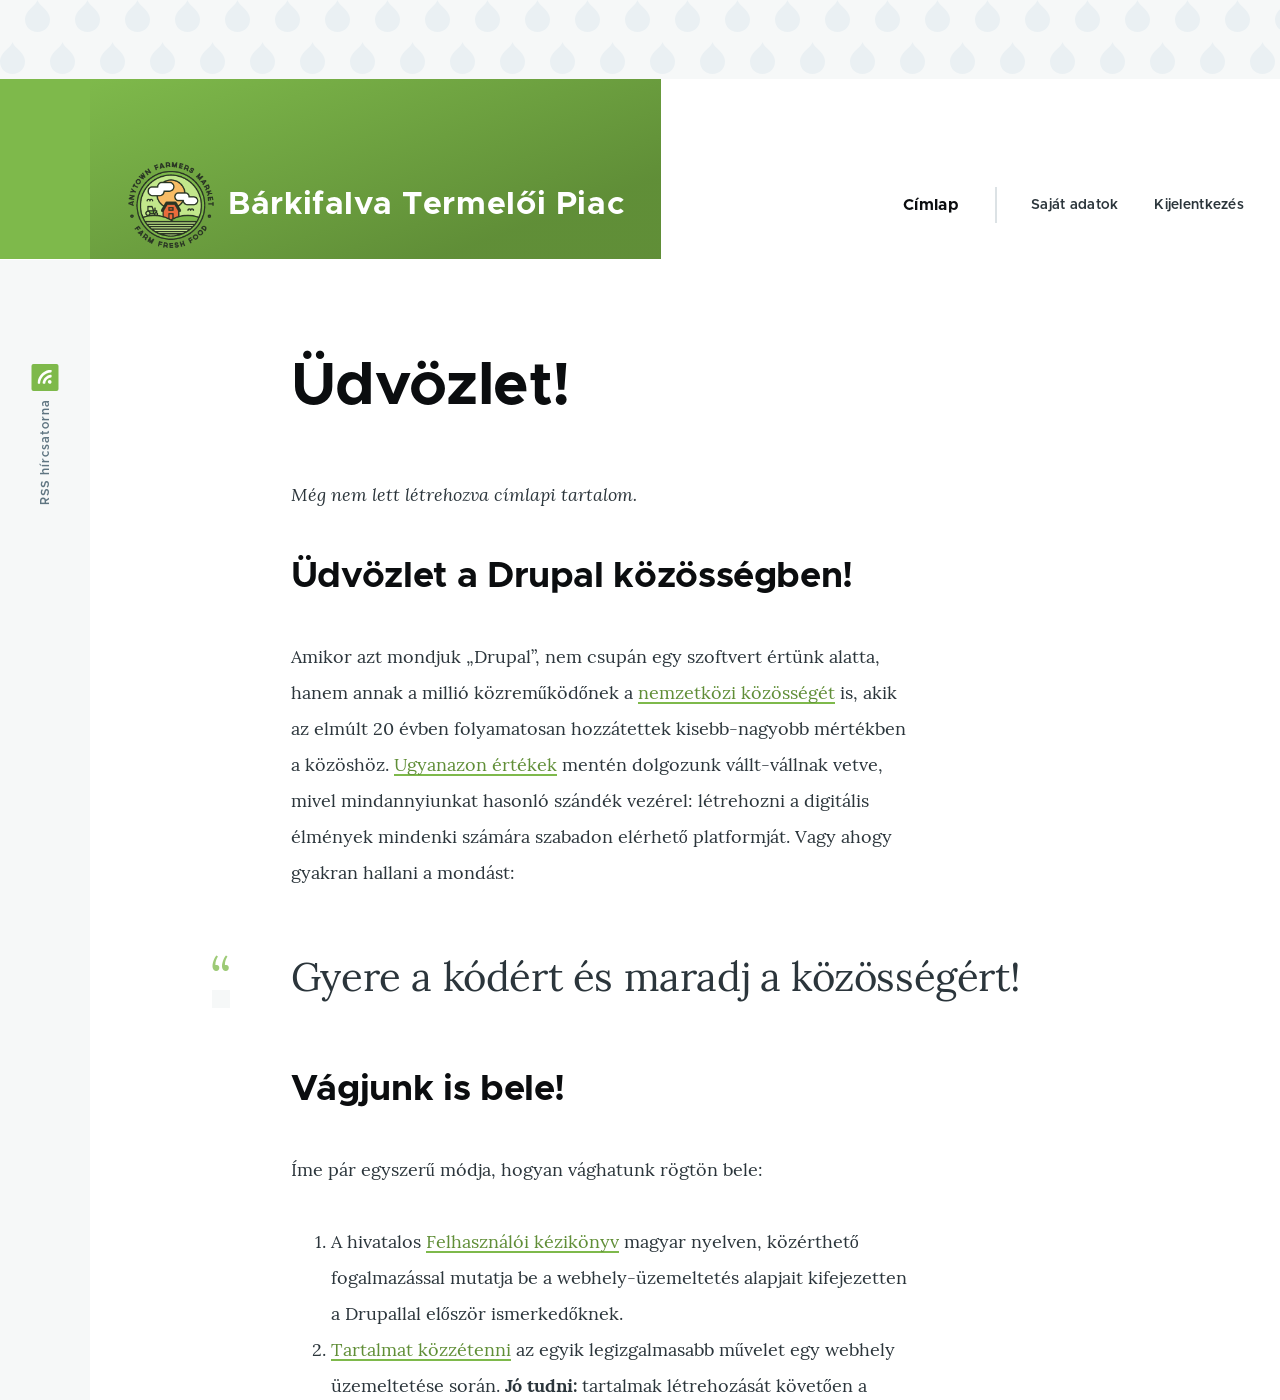 ANYTOWN FARMERS MARKET
FARM FRESH FOOD
Bárkifalva Termelői Piac
Címlap
Saját adatok
Kijelentkezés
RSS hírcsatorna
Üdvözlet!
Még nem lett létrehozva címlapi tartalom.
Üdvözlet a Drupal közösségben!
Amikor azt mondjuk „Drupal”, nem csupán egy szoftvert értünk alatta,
hanem annak a millió közreműködőnek a nemzetközi közösségét is, akik
az elmúlt 20 évben folyamatosan hozzátettek kisebb-nagyobb mértékben
a közöshöz. Ugyanazon értékek mentén dolgozunk vállt-vállnak vetve,
mivel mindannyiunkat hasonló szándék vezérel: létrehozni a digitális
élmények mindenki számára szabadon elérhető platformját. Vagy ahogy
gyakran hallani a mondást:
“
Gyere a kódért és maradj a közösségért!
Vágjunk is bele!
Íme pár egyszerű módja, hogyan vághatunk rögtön bele:
1. A hivatalos Felhasználói kézikönyv magyar nyelven, közérthető
fogalmazással mutatja be a webhely-üzemeltetés alapjait kifejezetten
a Drupallal először ismerkedőknek.
2. Tartalmat közzétenni az egyik legizgalmasabb művelet egy webhely
üzemeltetése során. Jó tudni: tartalmak létrehozását követően a